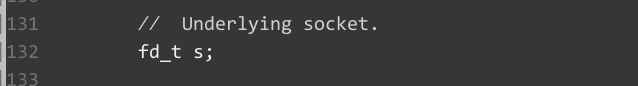 131 //  Underlying socket.
132 fd_t s;
133